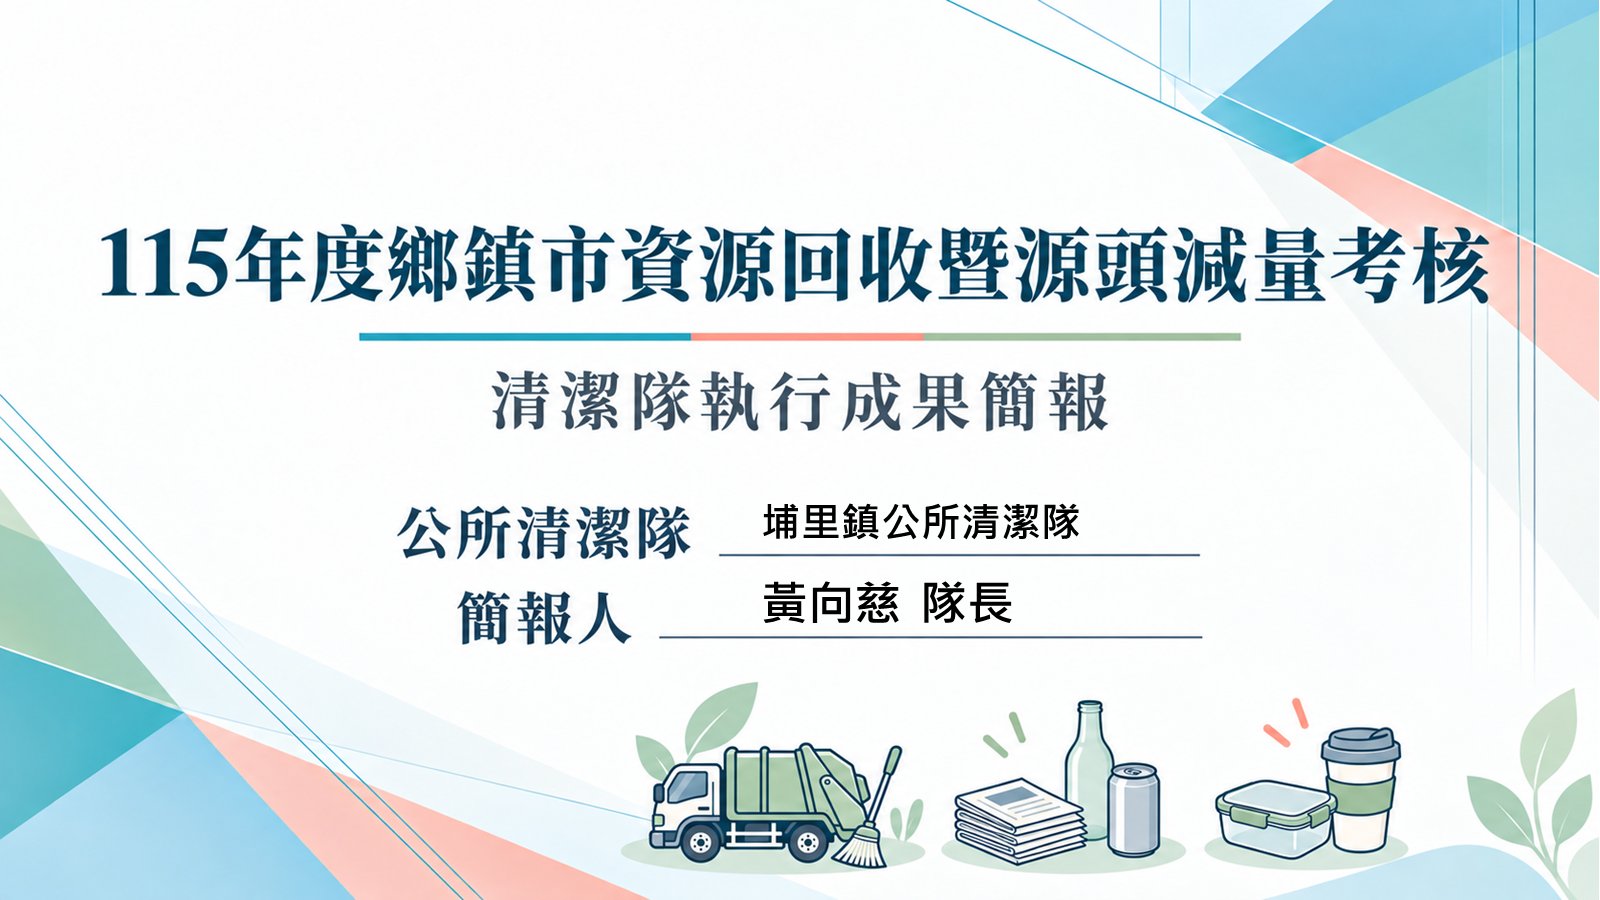 115年度鄉鎮市資源回收暨源頭減量考核
清潔隊執行成果簡報
公所清潔隊 埔里鎮公所清潔隊
簡報人 黃向慈 隊長